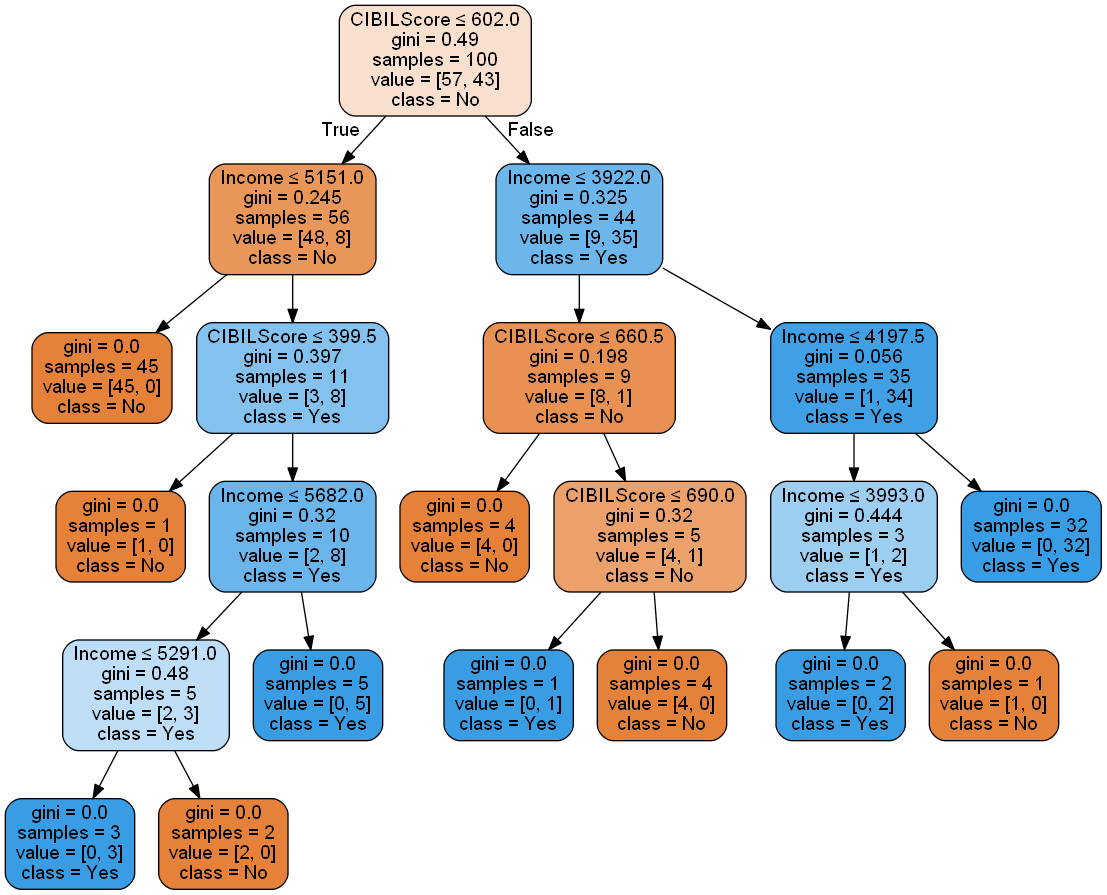 CIBILScore ≤ 602.0
gini = 0.49
samples = 100
value = [57, 43]
class = No
True
False
Income ≤ 5151.0
gini = 0.245
samples = 56
value = [48, 8]
class = No
Income ≤ 3922.0
gini = 0.325
samples = 44
value = [9, 35]
class = Yes
gini = 0.0
samples = 45
value = [45, 0]
class = No
CIBILScore ≤ 399.5
gini = 0.397
samples = 11
value = [3, 8]
class = Yes
CIBILScore ≤ 660.5
gini = 0.198
samples = 9
value = [8, 1]
class = No
Income ≤ 4197.5
gini = 0.056
samples = 35
value = [1, 34]
class = Yes
gini = 0.0
samples = 1
value = [1, 0]
class = No
Income ≤ 5682.0
gini = 0.32
samples = 10
value = [2, 8]
class = Yes
gini = 0.0
samples = 4
value = [4, 0]
class = No
CIBILScore ≤ 690.0
gini = 0.32
samples = 5
value = [4, 1]
class = No
Income ≤ 3993.0
gini = 0.444
samples = 3
value = [1, 2]
class = Yes
gini = 0.0
samples = 32
value = [0, 32]
class = Yes
Income ≤ 5291.0
gini = 0.48
samples = 5
value = [2, 3]
class = Yes
gini = 0.0
samples = 5
value = [0, 5]
class = Yes
gini = 0.0
samples = 1
value = [0, 1]
class = Yes
gini = 0.0
samples = 4
value = [4, 0]
class = No
gini = 0.0
samples = 2
value = [0, 2]
class = Yes
gini = 0.0
samples = 1
value = [1, 0]
class = No
gini = 0.0
samples = 3
value = [0, 3]
class = Yes
gini = 0.0
samples = 2
value = [2, 0]
class = No